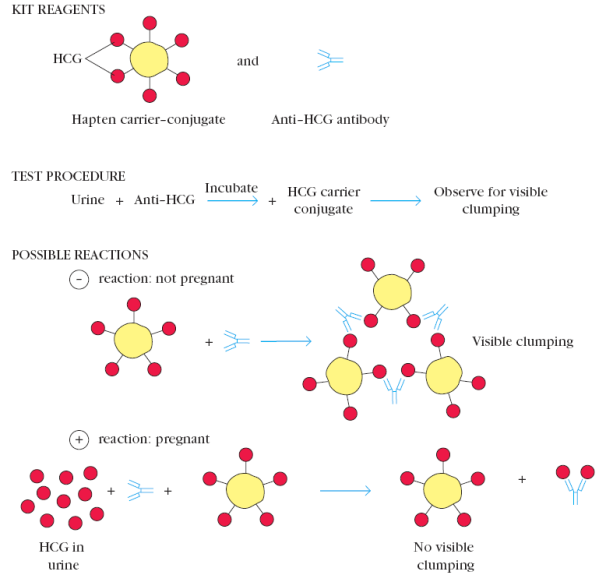 KIT REAGENTS
HCG
and
Hapten carrier–conjugate
Anti–HCG antibody
TEST PROCEDURE
Urine + Anti–HCG
Incubate
+
HCG carrier
conjugate
Observe for visible
clumping
POSSIBLE REACTIONS
− reaction: not pregnant
+
Visible clumping
+ reaction: pregnant
+
+
+
HCG in
urine
No visible
clumping